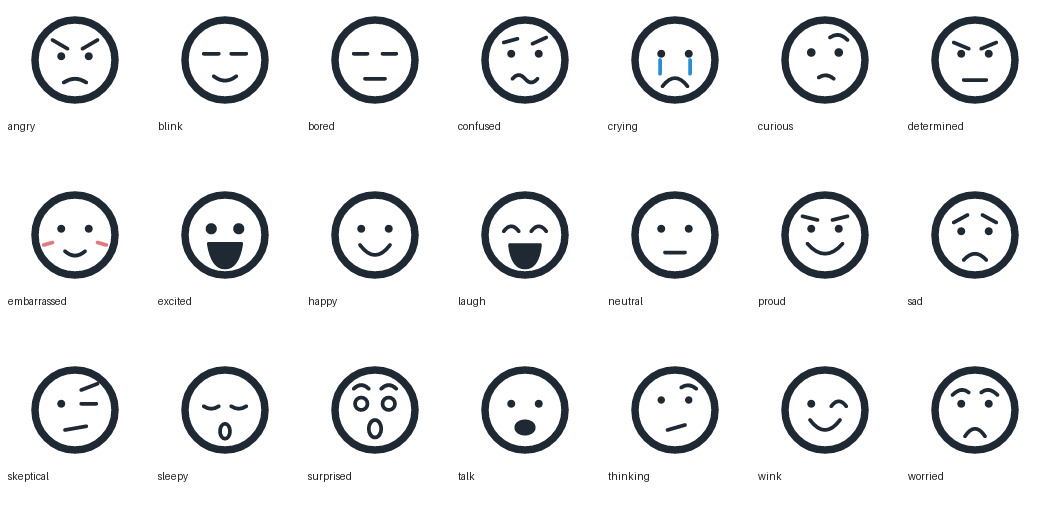 angry blink bored confused crying curious determined
embarrassed excited happy laugh neutral proud sad
skeptical sleepy surprised talk thinking wink worried